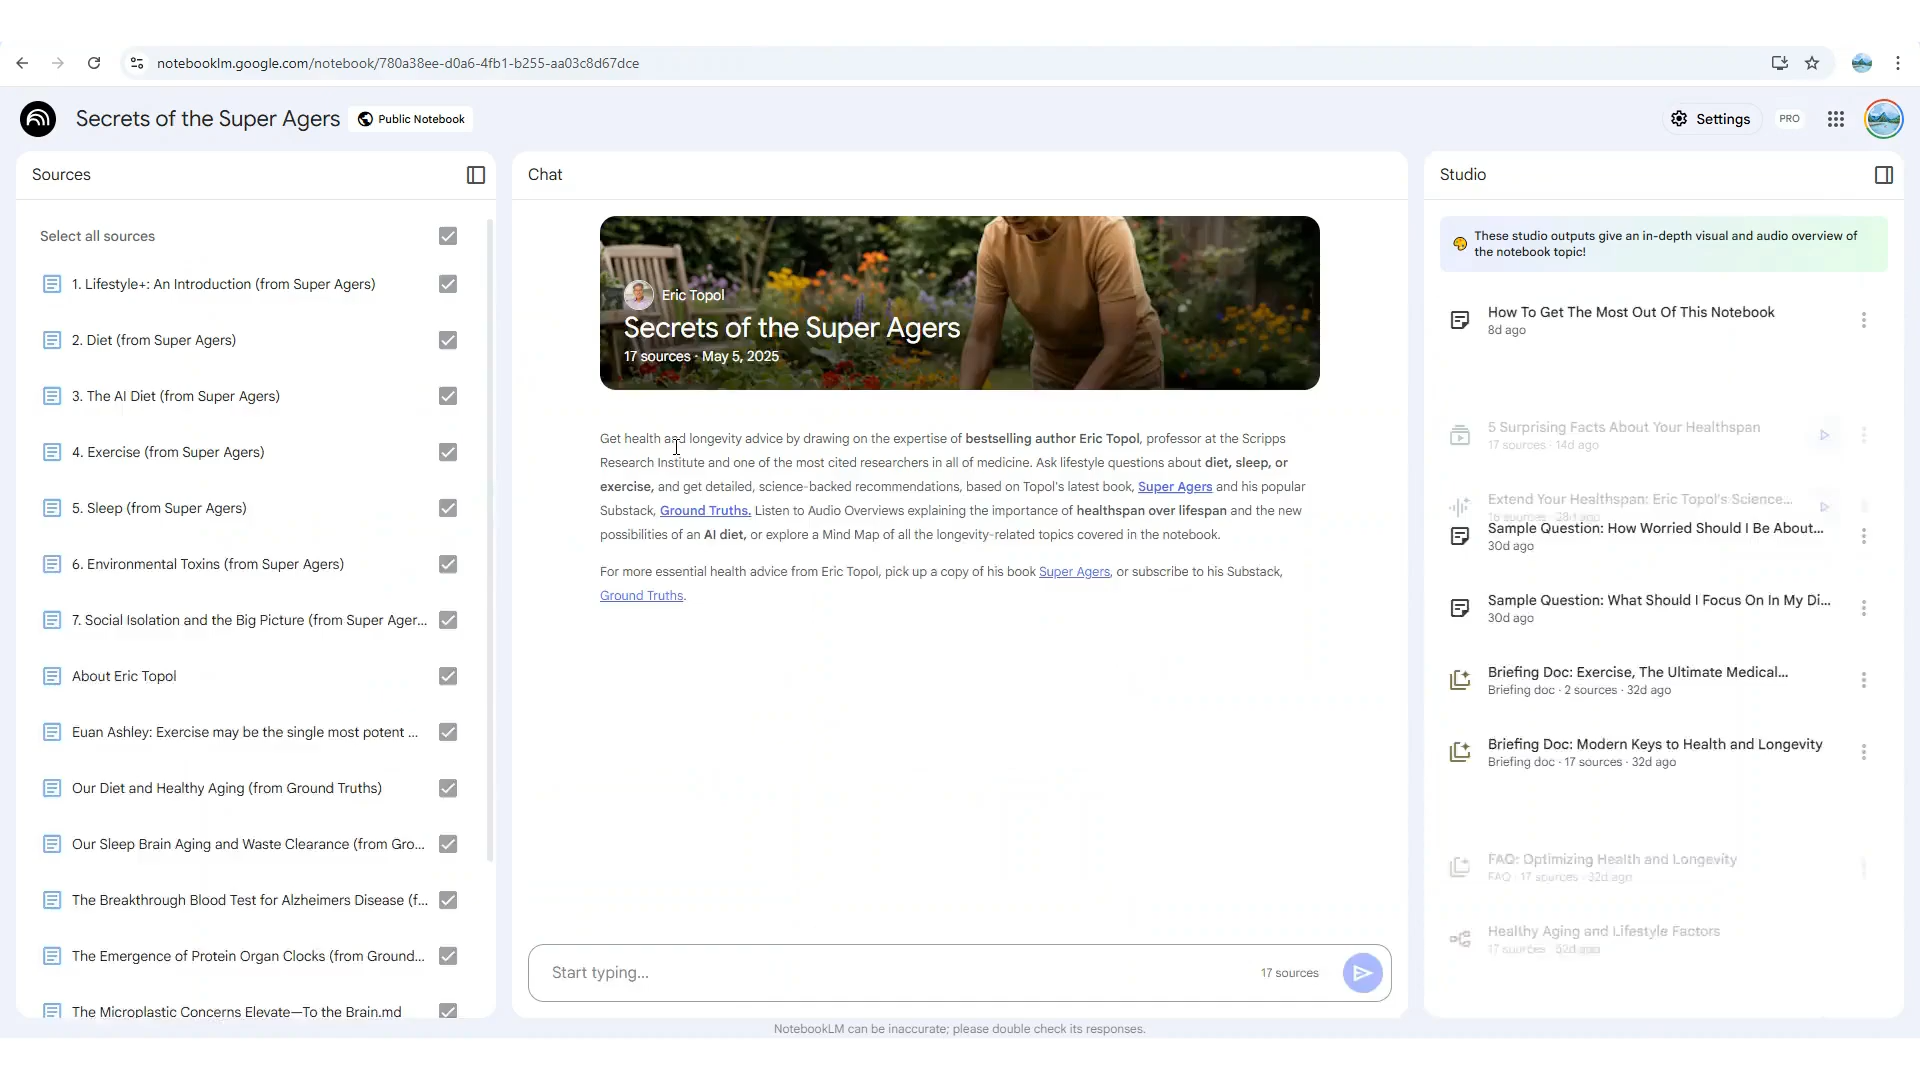 notebooklm.google.com/notebook/780a38ee-d0a6-4fb1-b255-aa03c8d67dce
Secrets of the Super Agers
Public Notebook
Settings
PRO
Sources
Select all sources
1. Lifestyle+: An Introduction (from Super Agers)
2. Diet (from Super Agers)
3. The AI Diet (from Super Agers)
4. Exercise (from Super Agers)
5. Sleep (from Super Agers)
6. Environmental Toxins (from Super Agers)
7. Social Isolation and the Big Picture (from Super Ager...
About Eric Topol
Euan Ashley: Exercise may be the single most potent ...
Our Diet and Healthy Aging (from Ground Truths)
Our Sleep Brain Aging and Waste Clearance (from Gro...
The Breakthrough Blood Test for Alzheimers Disease (f...
The Emergence of Protein Organ Clocks (from Ground...
The Microplastic Concerns Elevate—To the Brain.md
Chat
Eric Topol
Secrets of the Super Agers
17 sources · May 5, 2025
Get health and longevity advice by drawing on the expertise of bestselling author Eric Topol, professor at the Scripps
Research Institute and one of the most cited researchers in all of medicine. Ask lifestyle questions about diet, sleep, or
exercise, and get detailed, science-backed recommendations, based on Topol's latest book, Super Agers and his popular
Substack, Ground Truths. Listen to Audio Overviews explaining the importance of healthspan over lifespan and the new
possibilities of an AI diet, or explore a Mind Map of all the longevity-related topics covered in the notebook.
For more essential health advice from Eric Topol, pick up a copy of his book Super Agers, or subscribe to his Substack,
Ground Truths.
Start typing...
17 sources
NotebookLM can be inaccurate; please double check its responses.
Studio
These studio outputs give an in-depth visual and audio overview of
the notebook topic!
How To Get The Most Out Of This Notebook
8d ago
5 Surprising Facts About Your Healthspan
17 sources · 14d ago
Extend Your Healthspan: Eric Topol's Science...
Sample Question: How Worried Should I Be About...
30d ago
Sample Question: What Should I Focus On In My Di...
30d ago
Briefing Doc: Exercise, The Ultimate Medical...
Briefing doc · 2 sources · 32d ago
Briefing Doc: Modern Keys to Health and Longevity
Briefing doc · 17 sources · 32d ago
FAQ: Optimizing Health and Longevity
FAQ · 17 sources · 32d ago
Healthy Aging and Lifestyle Factors
17 sources